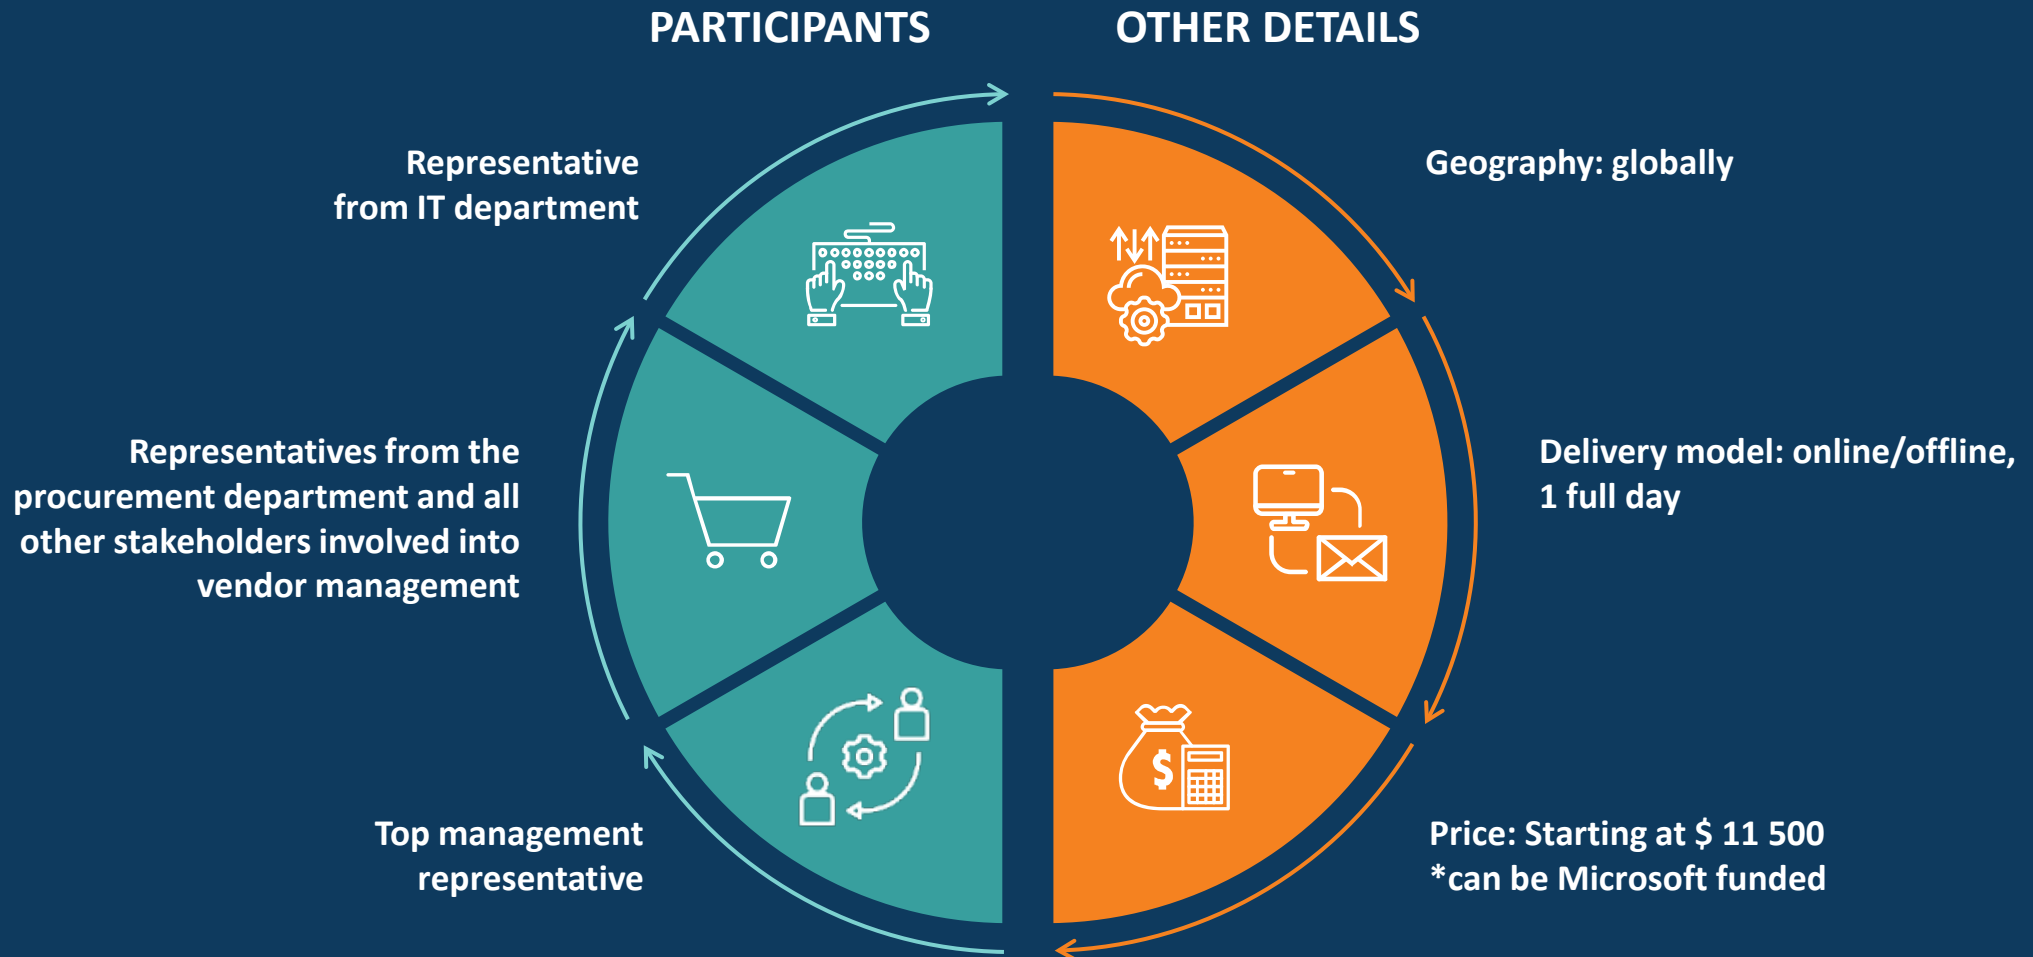 PARTICIPANTS
Representative
from IT department
Representatives from the
procurement department and all
other stakeholders involved into
vendor management
Top management
representative
OTHER DETAILS
Geography: globally
Delivery model: online/offline,
1 full day
Price: Starting at $ 11 500
*can be Microsoft funded
$